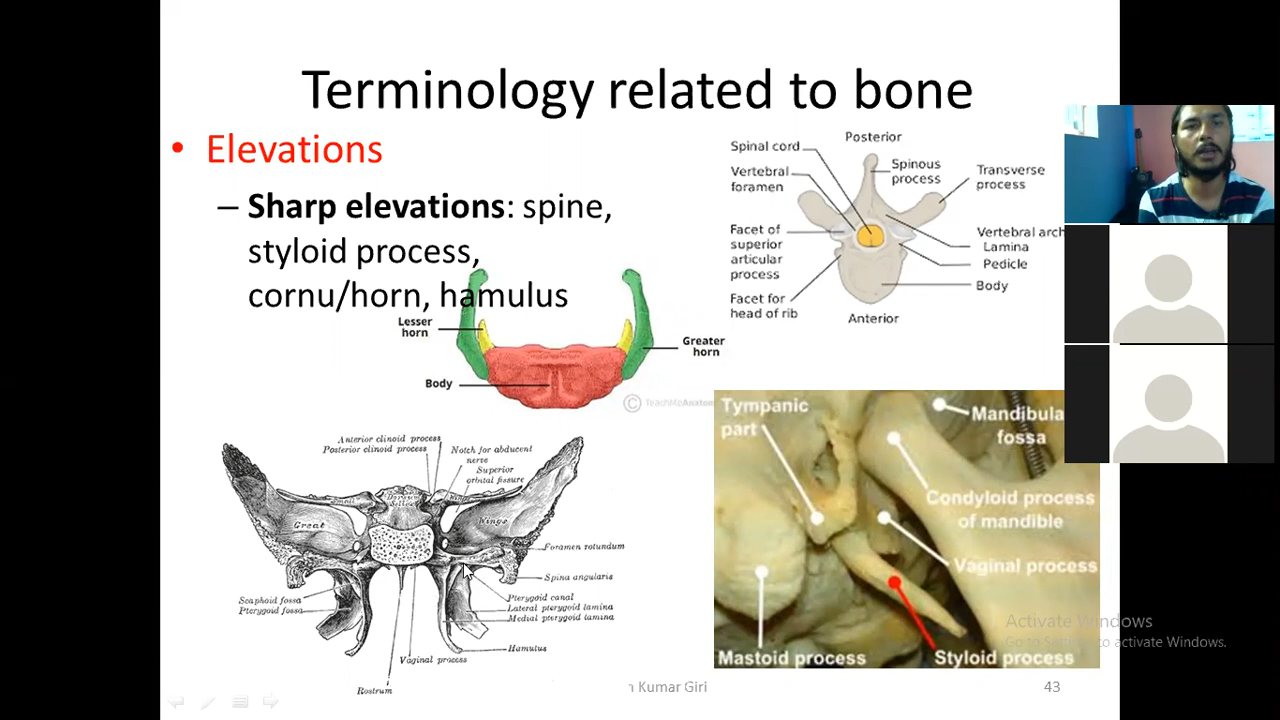 Terminology related to bone
• Elevations
– Sharp elevations: spine,
styloid process,
cornu/horn, hamulus
Posterior
Spinal cord
Spinous
process
Transverse
process
Vertebral
foramen
Facet of
superior
articular
process
Vertebral arch
Lamina
Pedicle
Body
Facet for
head of rib
Anterior
Lesser
horn
Greater
horn
Body
© TeachMeAnatom
Anterior clinoid process
Posterior clinoid process
Notch for abducent
nerve
Superior
orbital fissure
Great
Wings
Foramen rotundum
Spina angularis
Scaphoid fossa
Pterygoid fossa
Pterygoid canal
Lateral pterygoid lamina
Medial pterygoid lamina
Hamulus
Vaginal process
Rostrum
Tympanic
part
Mandibula
fossa
Condyloid process
of mandible
Vaginal process
Mastoid process
Styloid process
Activate Windows
to activate Windows.
Kumar Giri
43